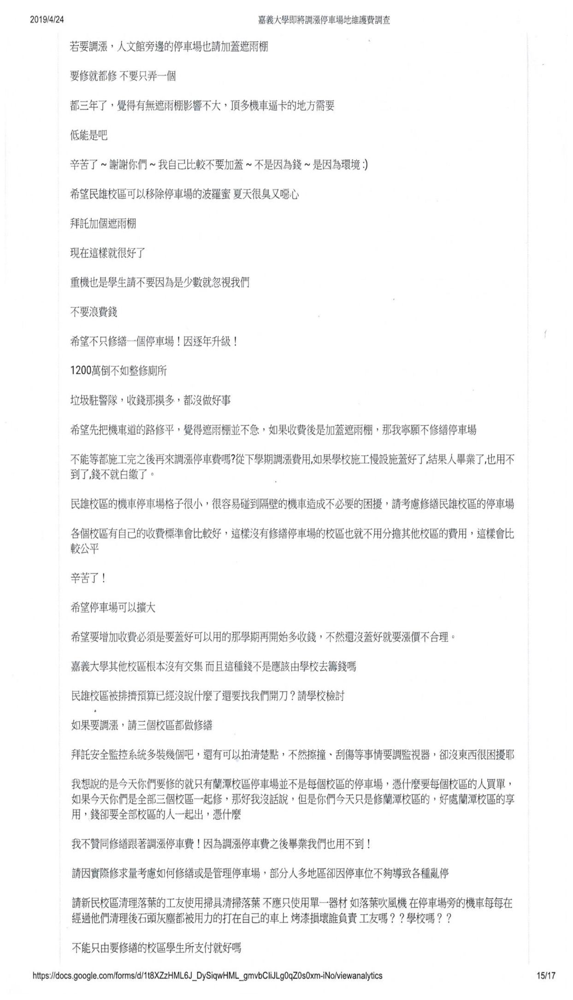 2019/4/24
嘉義大學即將調漲停車場地維護費調查
若要調漲，人文館旁邊的停車場也請加蓋遮雨棚
要修就都修 不要只弄一個
都三年了，覺得有無遮雨棚影響不大，頂多機車逼卡的地方需要
低能是吧
辛苦了 ~ 謝謝你們 ~ 我自己比較不要加蓋 ~ 不是因為錢 ~ 是因為環境 :)
希望民雄校區可以移除停車場的波羅蜜 夏天很臭又噁心
拜託加個遮雨棚
現在這樣就很好了
重機也是學生請不要因為是少數就忽視我們
不要浪費錢
希望不只修繕一個停車場！因逐年升級！
1200萬倒不如整修廁所
垃圾駐警隊，收錢那摸多，都沒做好事
希望先把機車道的路修平，覺得遮雨棚並不急，如果收費後是加蓋遮雨棚，那我寧願不修繕停車場
不能等都施工完之後再來調漲停車費嗎?從下學期調漲費用,如果學校施工慢設施蓋好了,結果人畢業了,也用不
到了,錢不就白繳了。
民雄校區的機車停車場格子很小，很容易碰到隔壁的機車造成不必要的困擾，請考慮修繕民雄校區的停車場
各個校區有自己的收費標準會比較好，這樣沒有修繕停車場的校區也就不用分擔其他校區的費用，這樣會比
較公平
辛苦了！
希望停車場可以擴大
希望要增加收費必須是要蓋好可以用的那學期再開始多收錢，不然還沒蓋好就要漲價不合理。
嘉義大學其他校區根本沒有交集 而且這種錢不是應該由學校去籌錢嗎
民雄校區被排擠預算已經沒說什麼了還要找我們開刀？請學校檢討
如果要調漲，請三個校區都做修繕
拜託安全監控系統多裝幾個吧，還有可以拍清楚點，不然擦撞、刮傷等事情要調監視器，卻沒東西很困擾耶
我想說的是今天你們要修的就只有蘭潭校區停車場並不是每個校區的停車場，憑什麼要每個校區的人買單，
如果今天你們是全部三個校區一起修，那好我沒話說，但是你們今天只是修蘭潭校區的，好處蘭潭校區的享
用，錢卻要全部校區的人一起出，憑什麼
我不贊同修繕跟著調漲停車費！因為調漲停車費之後畢業我們也用不到！
請因實際修求量考慮如何修繕或是管理停車場，部分人多地區卻因停車位不夠導致各種亂停
請新民校區清理落葉的工友使用掃具清掃落葉 不應只使用單一器材 如落葉吹風機 在停車場旁的機車每每在
經過他們清理後石頭灰塵都被用力的打在自己的車上 烤漆損壞誰負責 工友嗎？？學校嗎？？
不能只由要修繕的校區學生所支付就好嗎
https://docs.google.com/forms/d/1t8XZzHML6J_DySiqwHML_gmvbCIiJLg0qZ0s0xm-iNo/viewanalytics
15/17